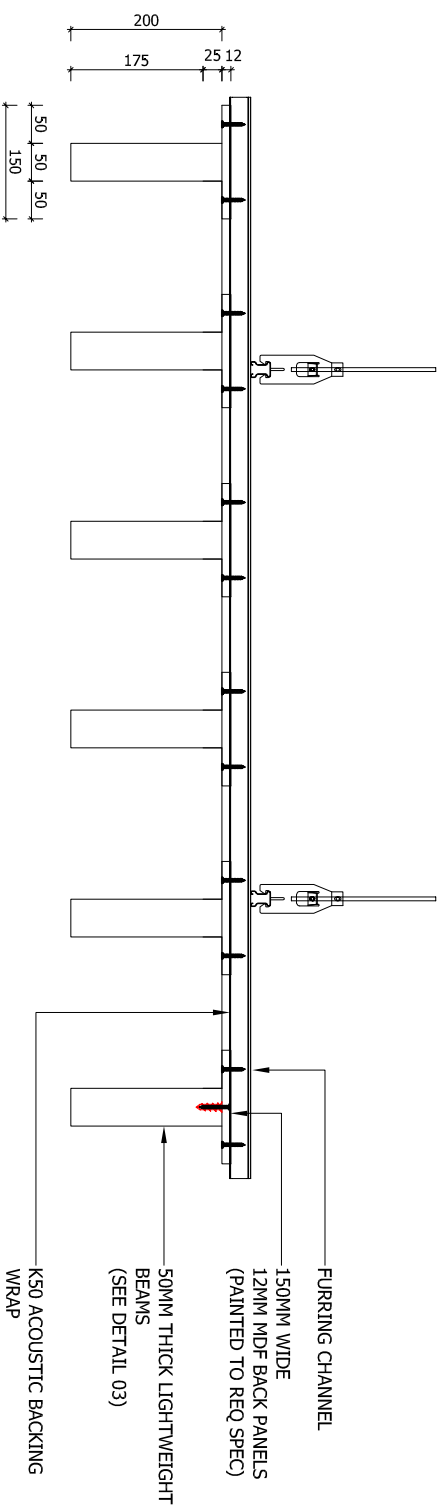 200
175
25
12
50
50
50
150
FURRING CHANNEL
150MM WIDE
12MM MDF BACK PANELS
(PAINTED TO REQ SPEC)
50MM THICK LIGHTWEIGHT
BEAMS
(SEE DETAIL 03)
K50 ACOUSTIC BACKING
WRAP